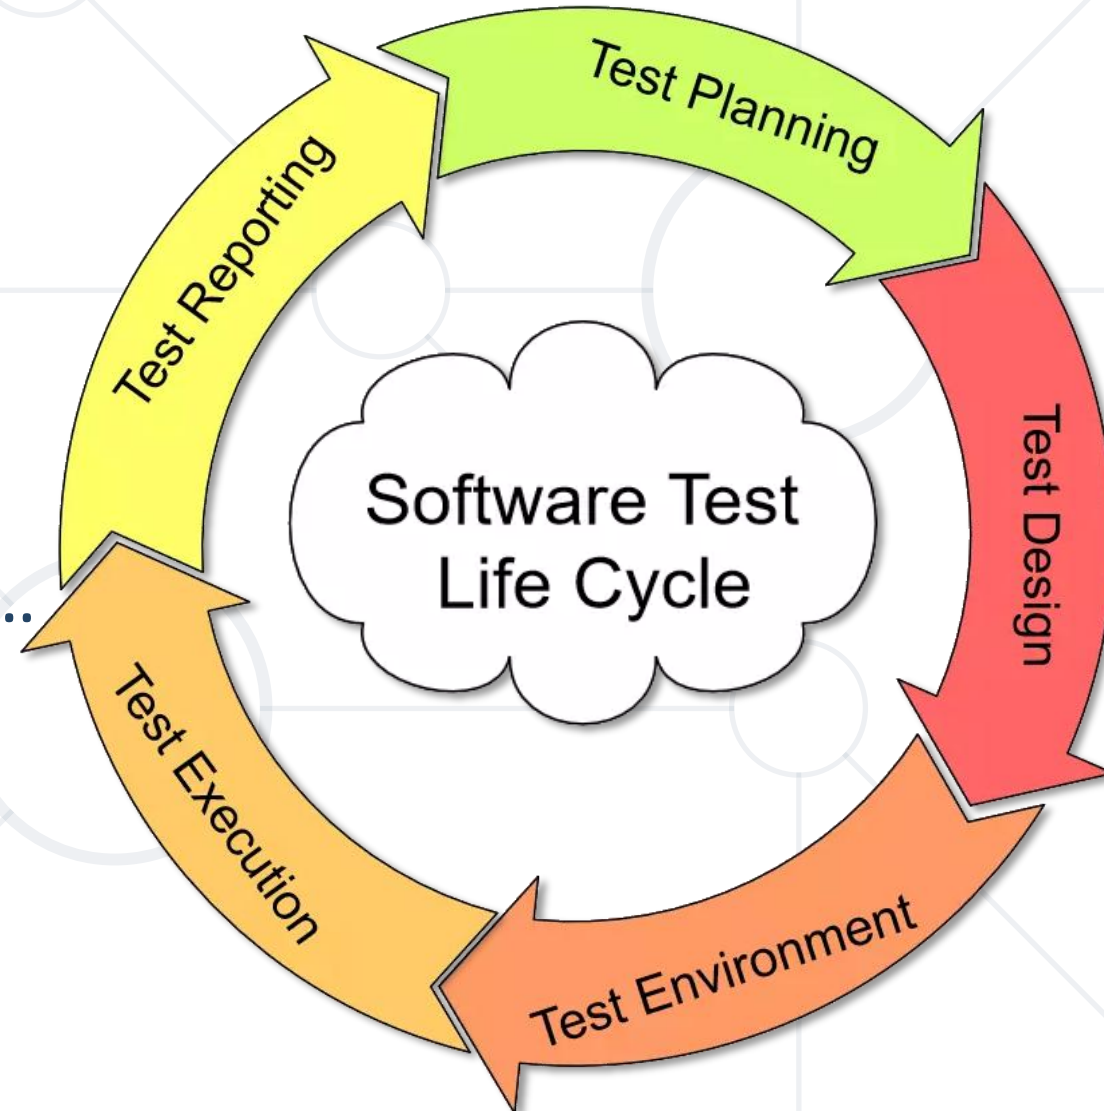 Test Planning
Test Reporting
Software Test
Life Cycle
Test Design
Test Execution
Test Environment
..